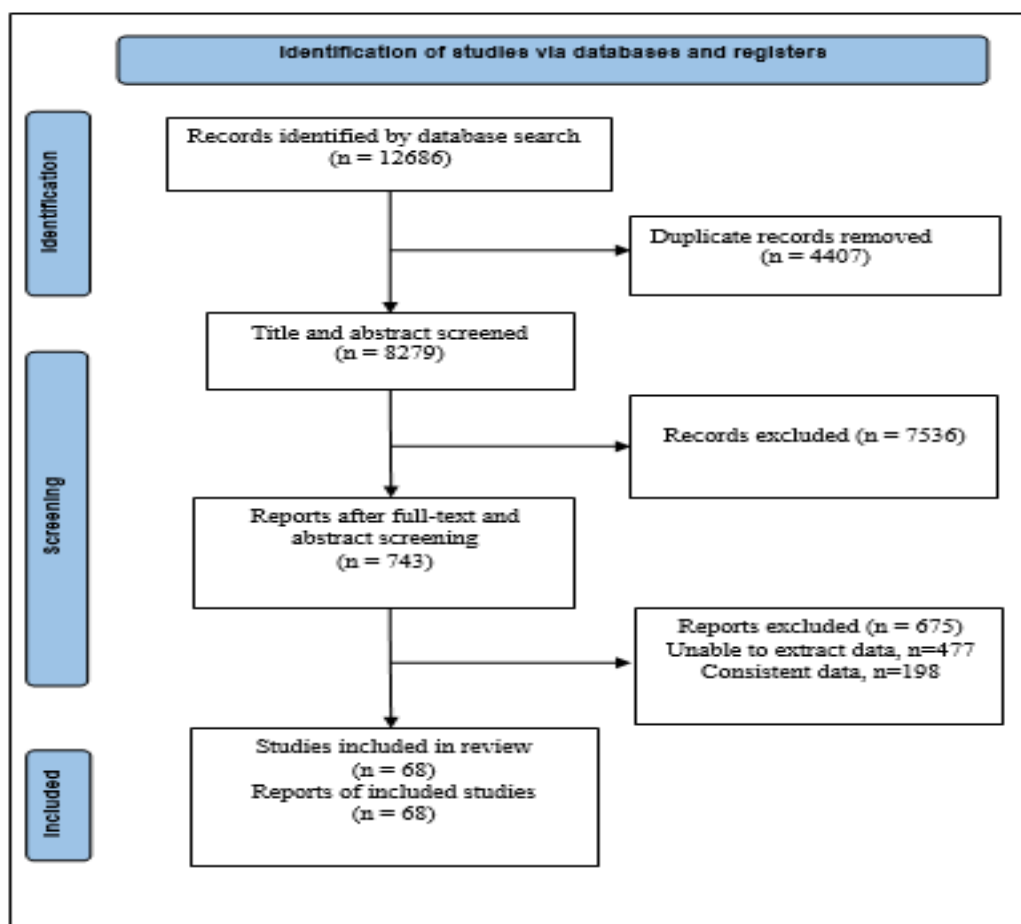 Identification of studies via databases and registers
Identification
Records identified by database search
(n = 12686)
Duplicate records removed
(n = 4407)
Title and abstract screened
(n = 8279)
Screening
Records excluded (n = 7536)
Reports after full-text and
abstract screening
(n = 743)
Reports excluded (n = 675)
Unable to extract data, n=477
Consistent data, n=198
Included
Studies included in review
(n = 68)
Reports of included studies
(n = 68)